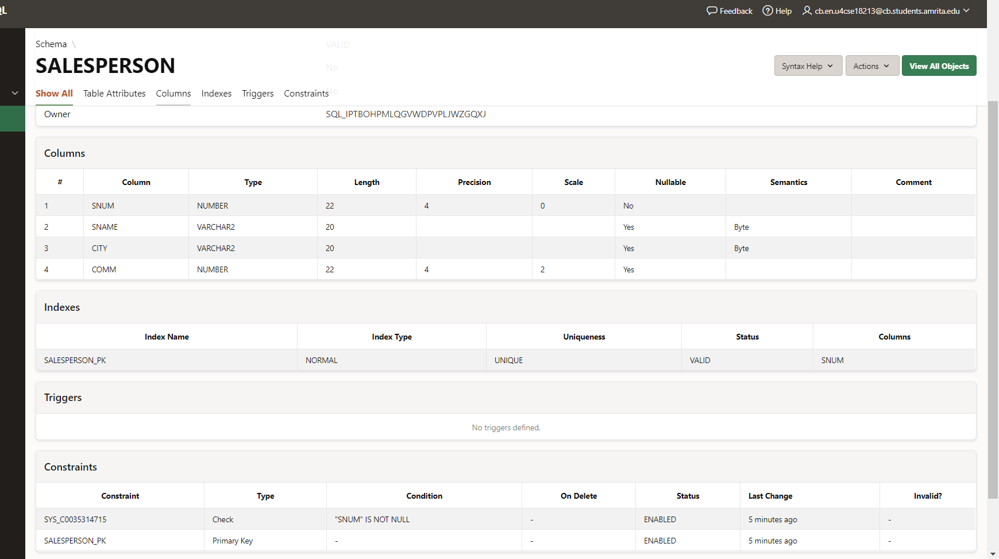 QL
Feedback Help cb.en.u4cse18213@cb.students.amrita.edu
Schema \ VALID
SALESPERSON No
Syntax Help Actions View All Objects
Show All Table Attributes Columns Indexes Triggers Constraints No
Owner SQL_IPTBOHPMLQGVWDPVPLJWZGQXJ
Columns
# Column Type Length Precision Scale Nullable Semantics Comment
1 SNUM NUMBER 22 4 0 No
2 SNAME VARCHAR2 20 Yes Byte
3 CITY VARCHAR2 20 Yes Byte
4 COMM NUMBER 22 4 2 Yes
Indexes
Index Name Index Type Uniqueness Status Columns
SALESPERSON_PK NORMAL UNIQUE VALID SNUM
Triggers
No triggers defined.
Constraints
Constraint Type Condition On Delete Status Last Change Invalid?
SYS_C0035314715 Check "SNUM" IS NOT NULL - ENABLED 5 minutes ago -
SALESPERSON_PK Primary Key - - ENABLED 5 minutes ago -